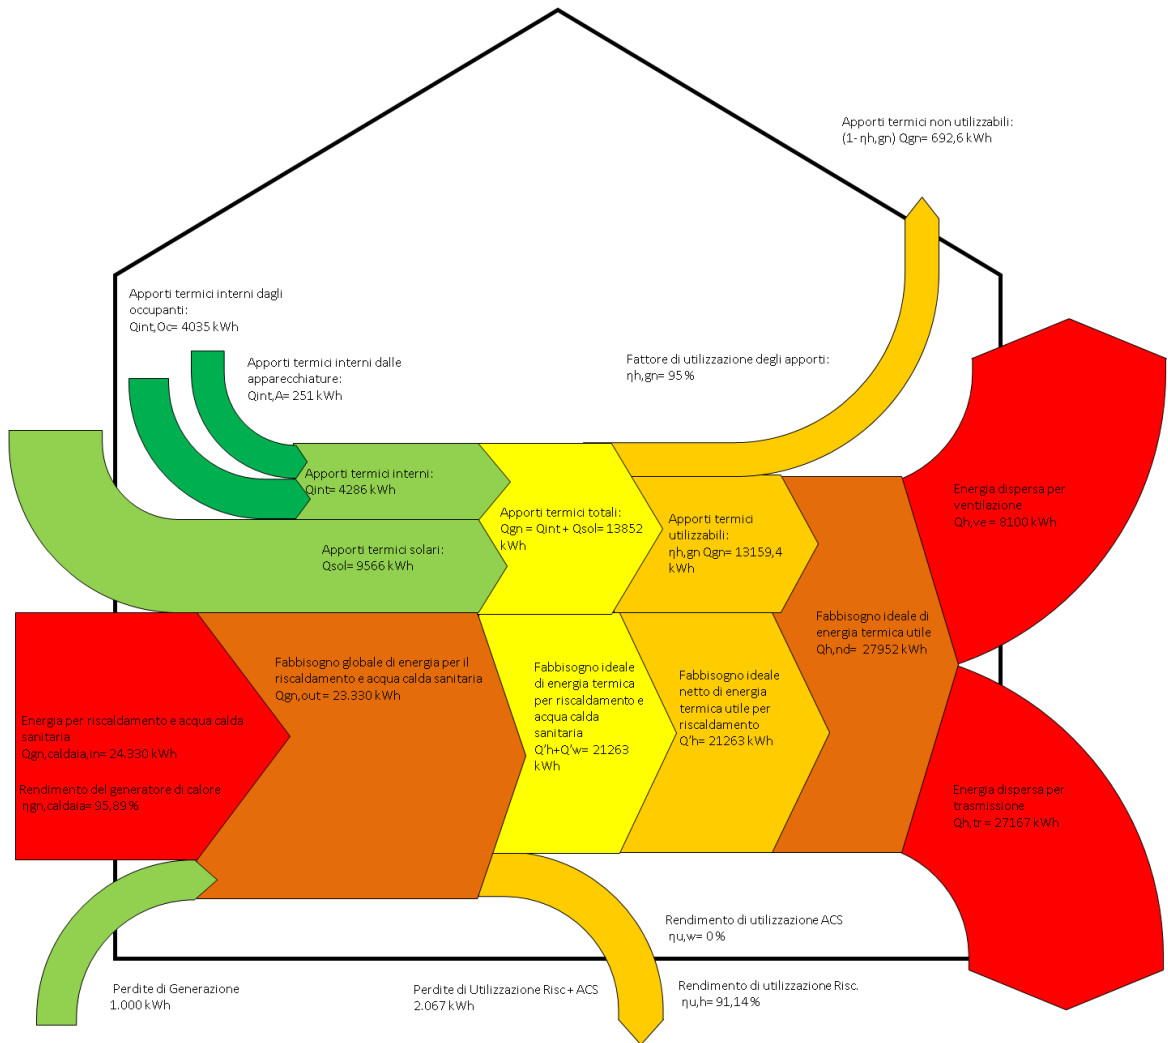 Apporti termici non utilizzabili:
(1- ηh,gn) Qgn= 692,6 kWh
Apporti termici interni dagli
occupanti:
Qint,Oc= 4035 kWh
Apporti termici interni dalle
apparecchiature:
Qint,A= 251 kWh
Fattore di utilizzazione degli apporti:
ηh,gn= 95%
Apporti termici interni:
Qint= 4286 kWh
Apporti termici totali:
Qgn = Qint + Qsol= 13852
kWh
Apporti termici
utilizzabili:
ηh,gn Qgn= 13159,4
kWh
Energia dispersa per
ventilazione
Qh,ve = 8100 kWh
Apporti termici solari:
Qsol= 9566 kWh
Fabbisogno ideale di
energia termica utile
Qh,nd= 27952 kWh
Fabbisogno globale di energia per il
riscaldamento e acqua calda sanitaria
Qgn,out = 23.330 kWh
Fabbisogno ideale
di energia termica
per riscaldamento e
acqua calda
sanitaria
Q'h+Q'w= 21263
kWh
Fabbisogno ideale
netto di energia
termica utile per
riscaldamento
Q'h= 21263 kWh
Energia per riscaldamento e acqua calda
sanitaria
Qgn,caldaia,in= 24.330 kWh
Rendimento del generatore di calore
ηgn,caldaia= 95,89%
Energia dispersa per
trasmissione
Qh,tr = 27167 kWh
Rendimento di utilizzazione ACS
ηu,w= 0%
Perdite di Generazione
1.000 kWh
Perdite di Utilizzazione Risc+ ACS
2.067 kWh
Rendimento di utilizzazione Risc.
ηu,h= 91,14%